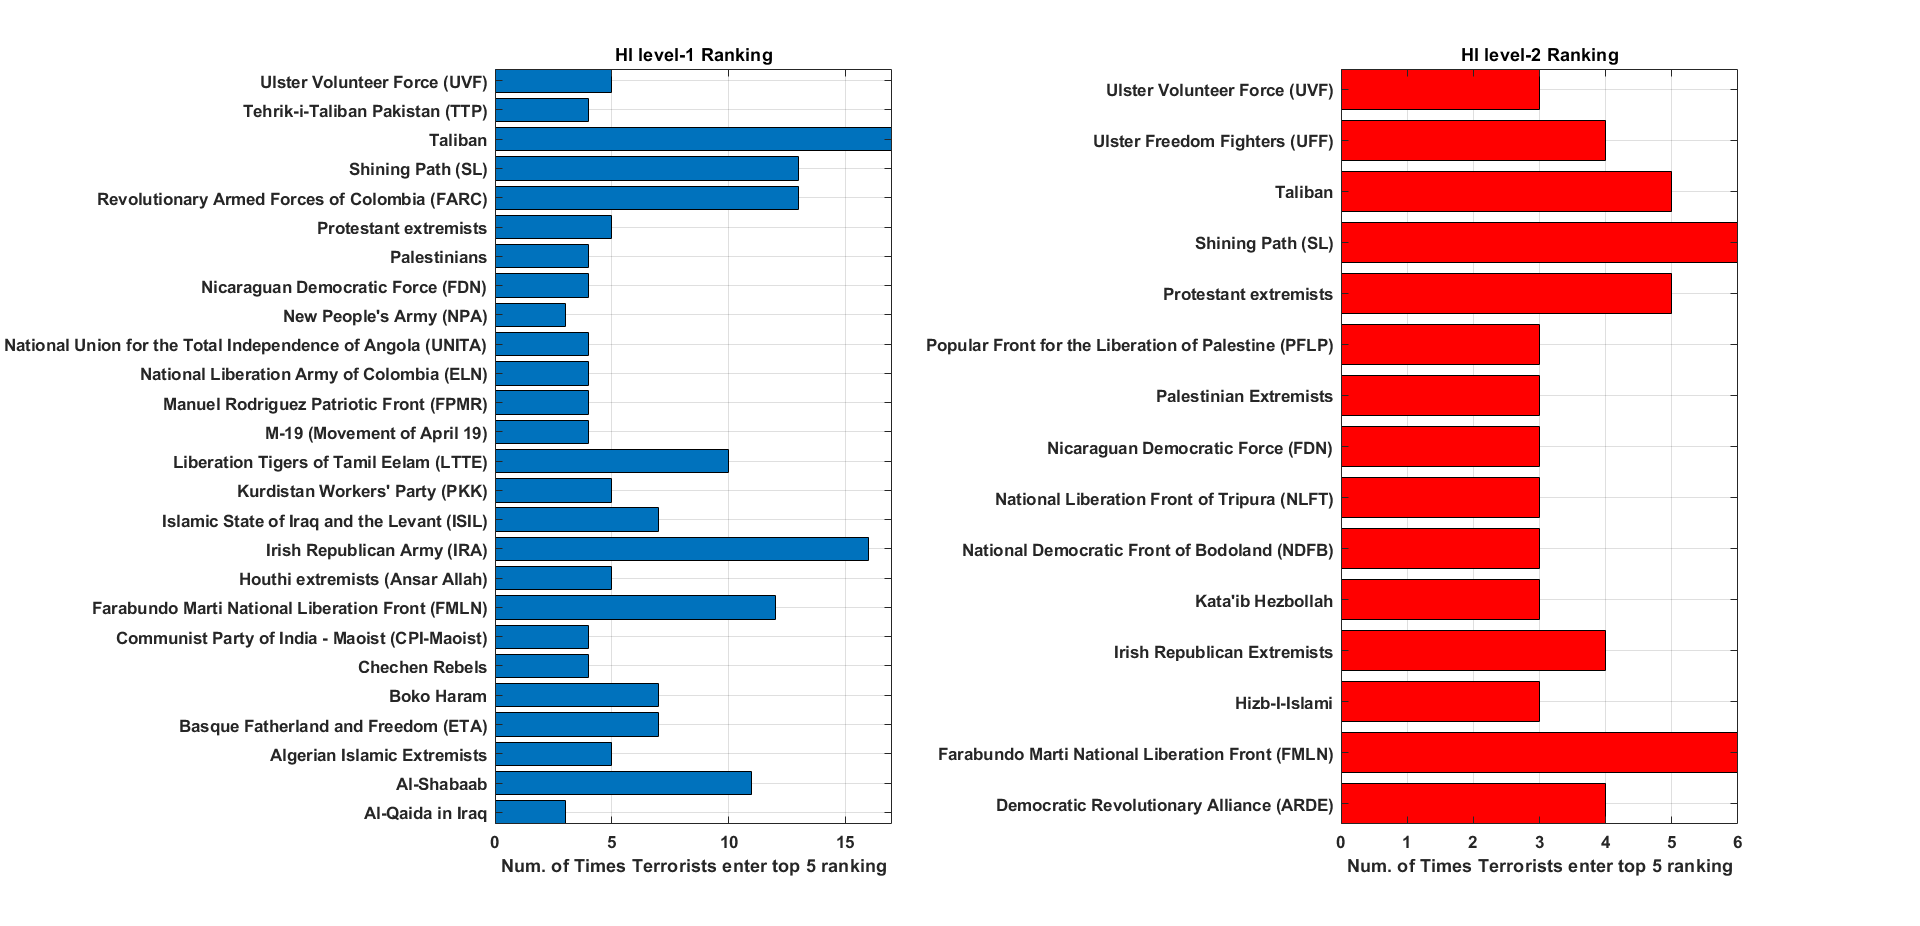 HI level-1 Ranking
Ulster Volunteer Force (UVF)
Tehrik-i-Taliban Pakistan (TTP)
Taliban
Shining Path (SL)
Revolutionary Armed Forces of Colombia (FARC)
Protestant extremists
Palestinians
Nicaraguan Democratic Force (FDN)
New People's Army (NPA)
National Union for the Total Independence of Angola (UNITA)
National Liberation Army of Colombia (ELN)
Manuel Rodriguez Patriotic Front (FPMR)
M-19 (Movement of April 19)
Liberation Tigers of Tamil Eelam (LTTE)
Kurdistan Workers' Party (PKK)
Islamic State of Iraq and the Levant (ISIL)
Irish Republican Army (IRA)
Houthi extremists (Ansar Allah)
Farabundo Marti National Liberation Front (FMLN)
Communist Party of India - Maoist (CPI-Maoist)
Chechen Rebels
Boko Haram
Basque Fatherland and Freedom (ETA)
Algerian Islamic Extremists
Al-Shabaab
Al-Qaida in Iraq
0 5 10 15
Num. of Times Terrorists enter top 5 ranking
HI level-2 Ranking
Ulster Volunteer Force (UVF)
Ulster Freedom Fighters (UFF)
Taliban
Shining Path (SL)
Protestant extremists
Popular Front for the Liberation of Palestine (PFLP)
Palestinian Extremists
Nicaraguan Democratic Force (FDN)
National Liberation Front of Tripura (NLFT)
National Democratic Front of Bodoland (NDFB)
Kata'ib Hezbollah
Irish Republican Extremists
Hizb-I-Islami
Farabundo Marti National Liberation Front (FMLN)
Democratic Revolutionary Alliance (ARDE)
0 1 2 3 4 5 6
Num. of Times Terrorists enter top 5 ranking